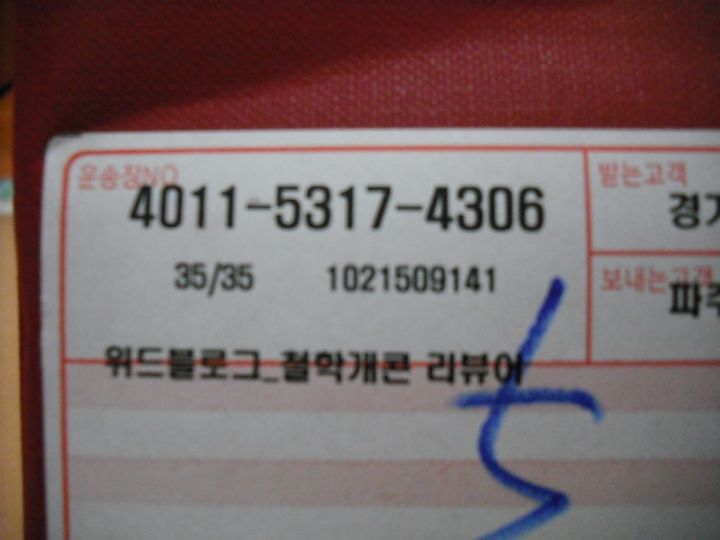 운송장NO
4011-5317-4306
35/35 1021509141
위드블로그_철학개콘 리뷰어
받는고객
경기
보내는고객
파주